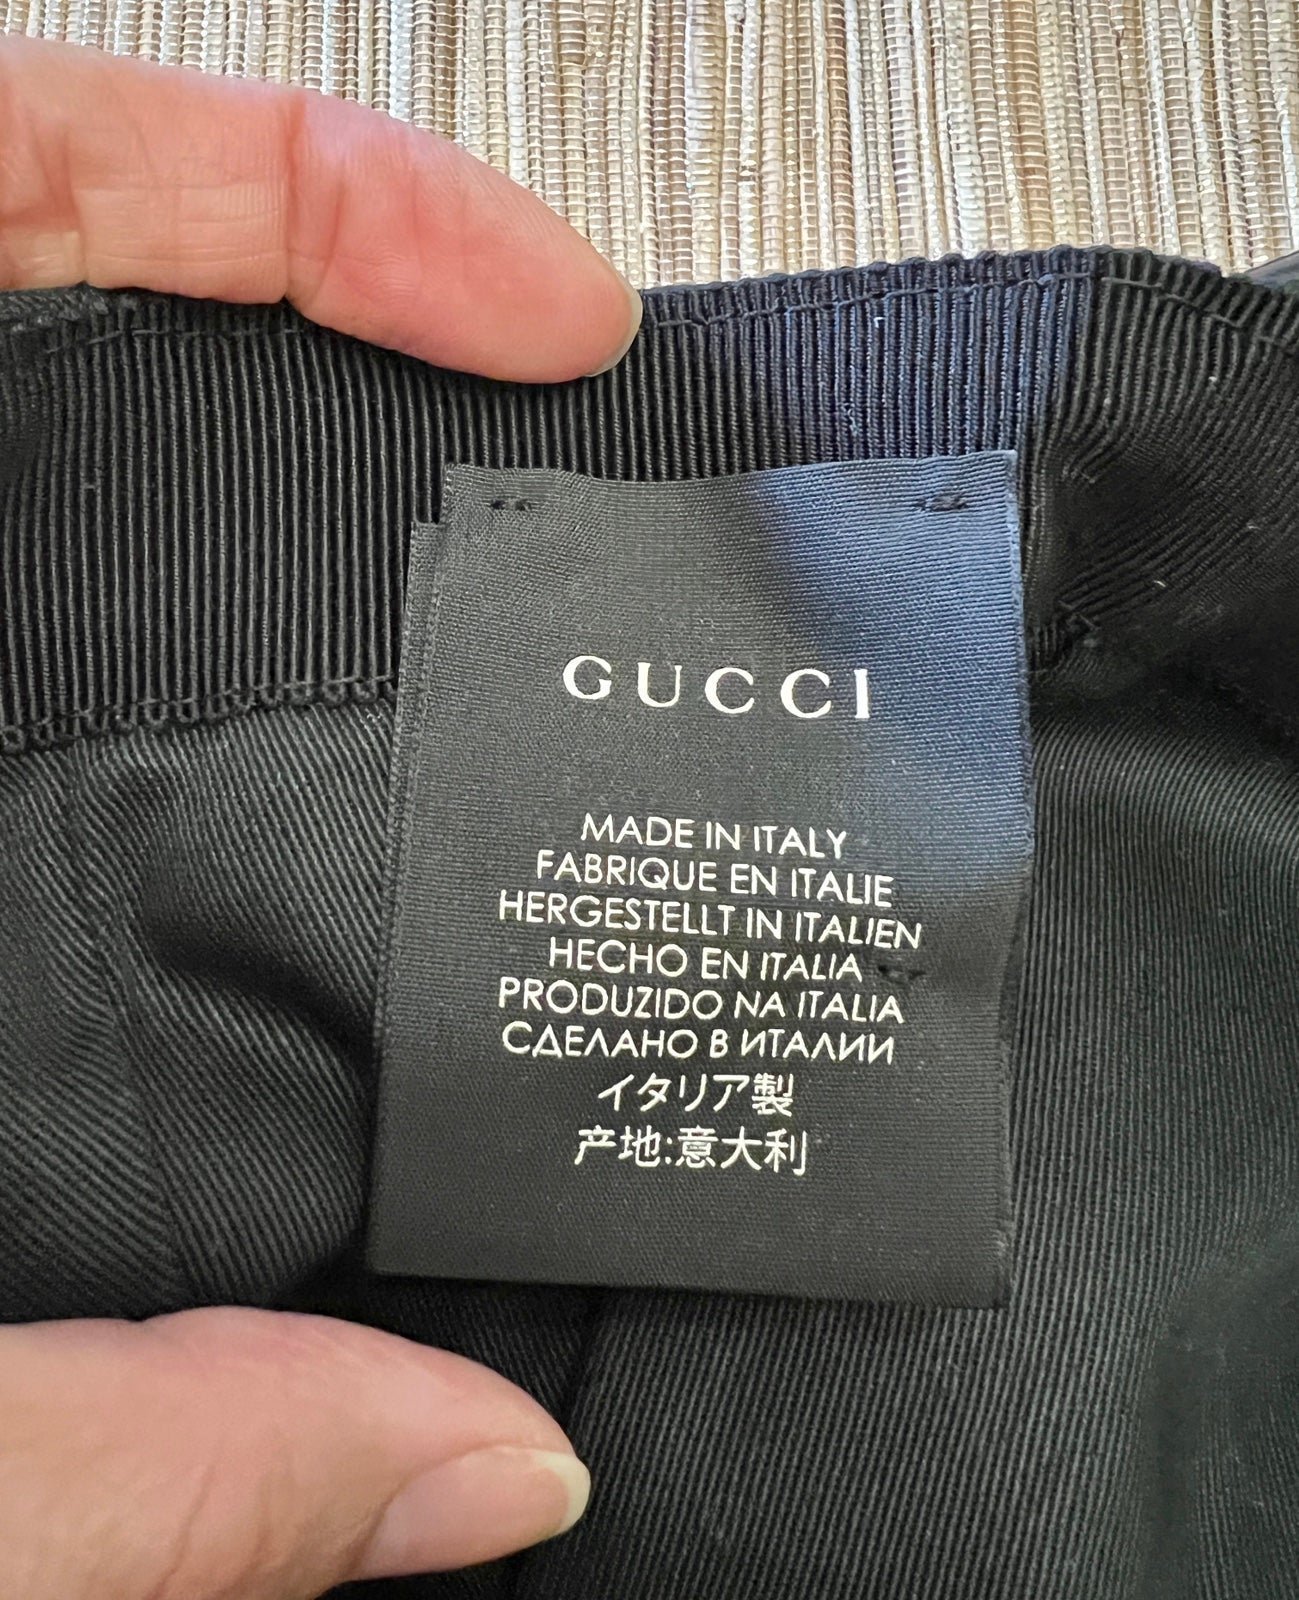 GUCCI
MADE IN ITALY
FABRIQUE EN ITALIE
HERGESTELLT IN ITALIEN
HECHO EN ITALIA
PRODUZIDO NA ITALIA
СДЕЛАНО В ИТАЛИИ
イタリア製
产地:意大利